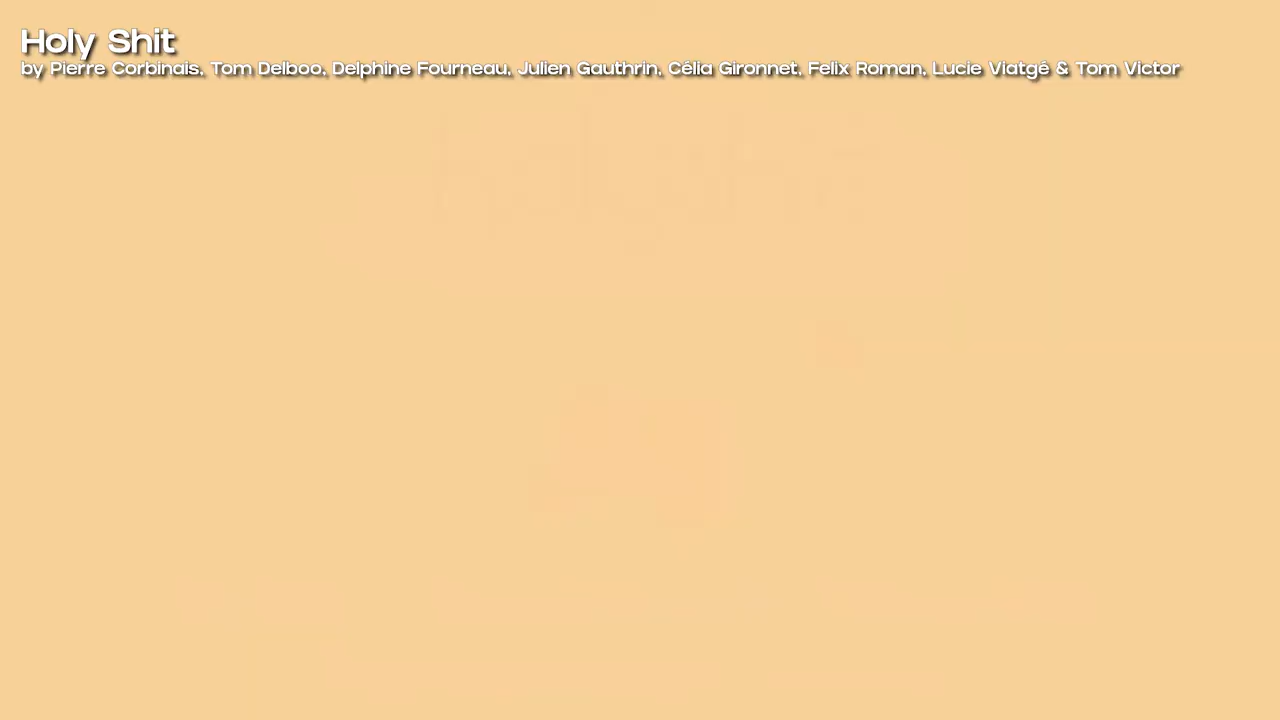 Holy Shit
by Pierre Corbinais, Tom Delboo, Delphine Fourneau, Julien Gauthrin, Célia Gironnet, Felix Roman, Lucie Viatgé & Tom Victor